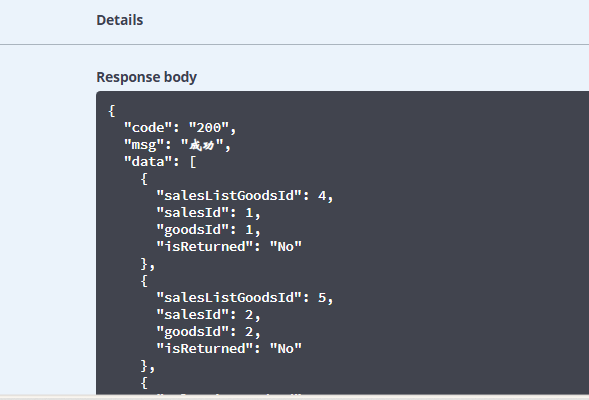 Details
Response body
{
"code": "200",
"msg": "成功",
"data": [
{
"salesListGoodsId": 4,
"salesId": 1,
"goodsId": 1,
"isReturned": "No"
},
{
"salesListGoodsId": 5,
"salesId": 2,
"goodsId": 2,
"isReturned": "No"
},
{